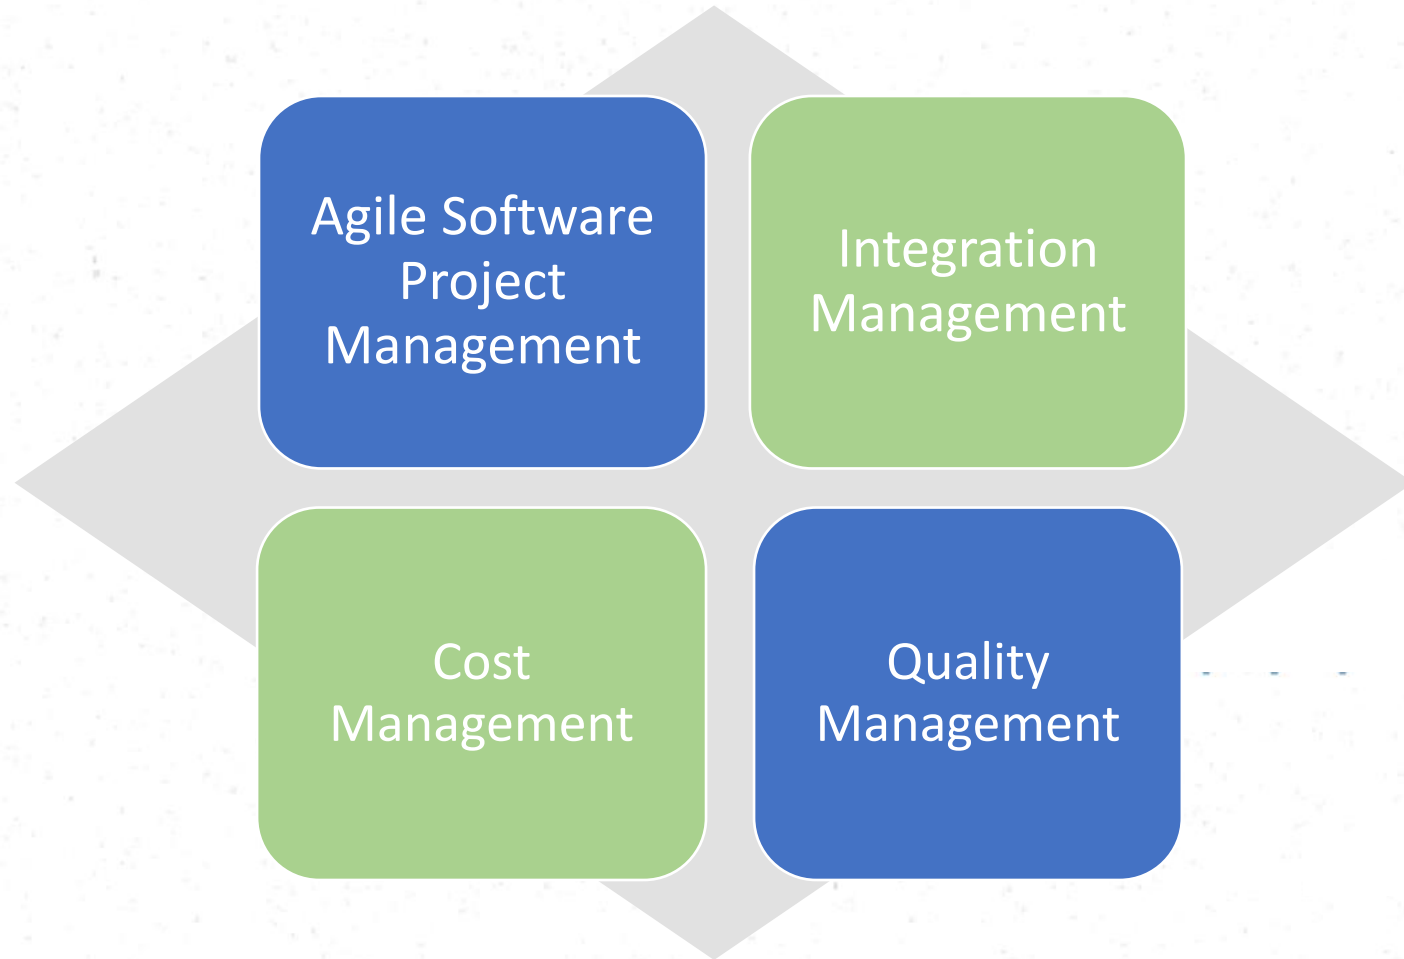 Agile Software
Project
Management
Integration
Management
Cost
Management
Quality
Management